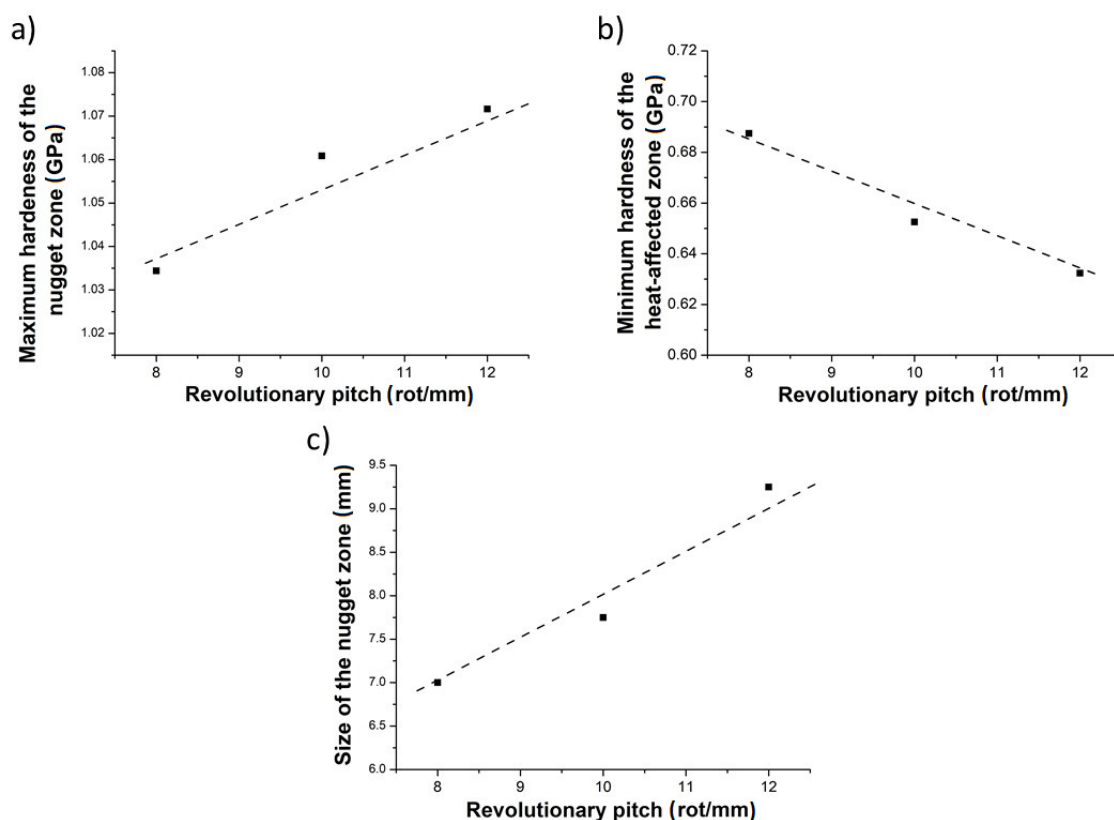 a)
Maximum hardeness of the
nugget zone (GPa)
1.08
1.07
1.06
1.05
1.04
1.03
1.02
8 9 10 11 12
Revolutionary pitch (rot/mm)
b)
Minimum hardness of the
heat-affected zone (GPa)
0.72
0.70
0.68
0.66
0.64
0.62
0.60
8 9 10 11 12
Revolutionary pitch (rot/mm)
c)
Size of the nugget zone (mm)
9.5
9.0
8.5
8.0
7.5
7.0
6.5
6.0
8 9 10 11 12
Revolutionary pitch (rot/mm)